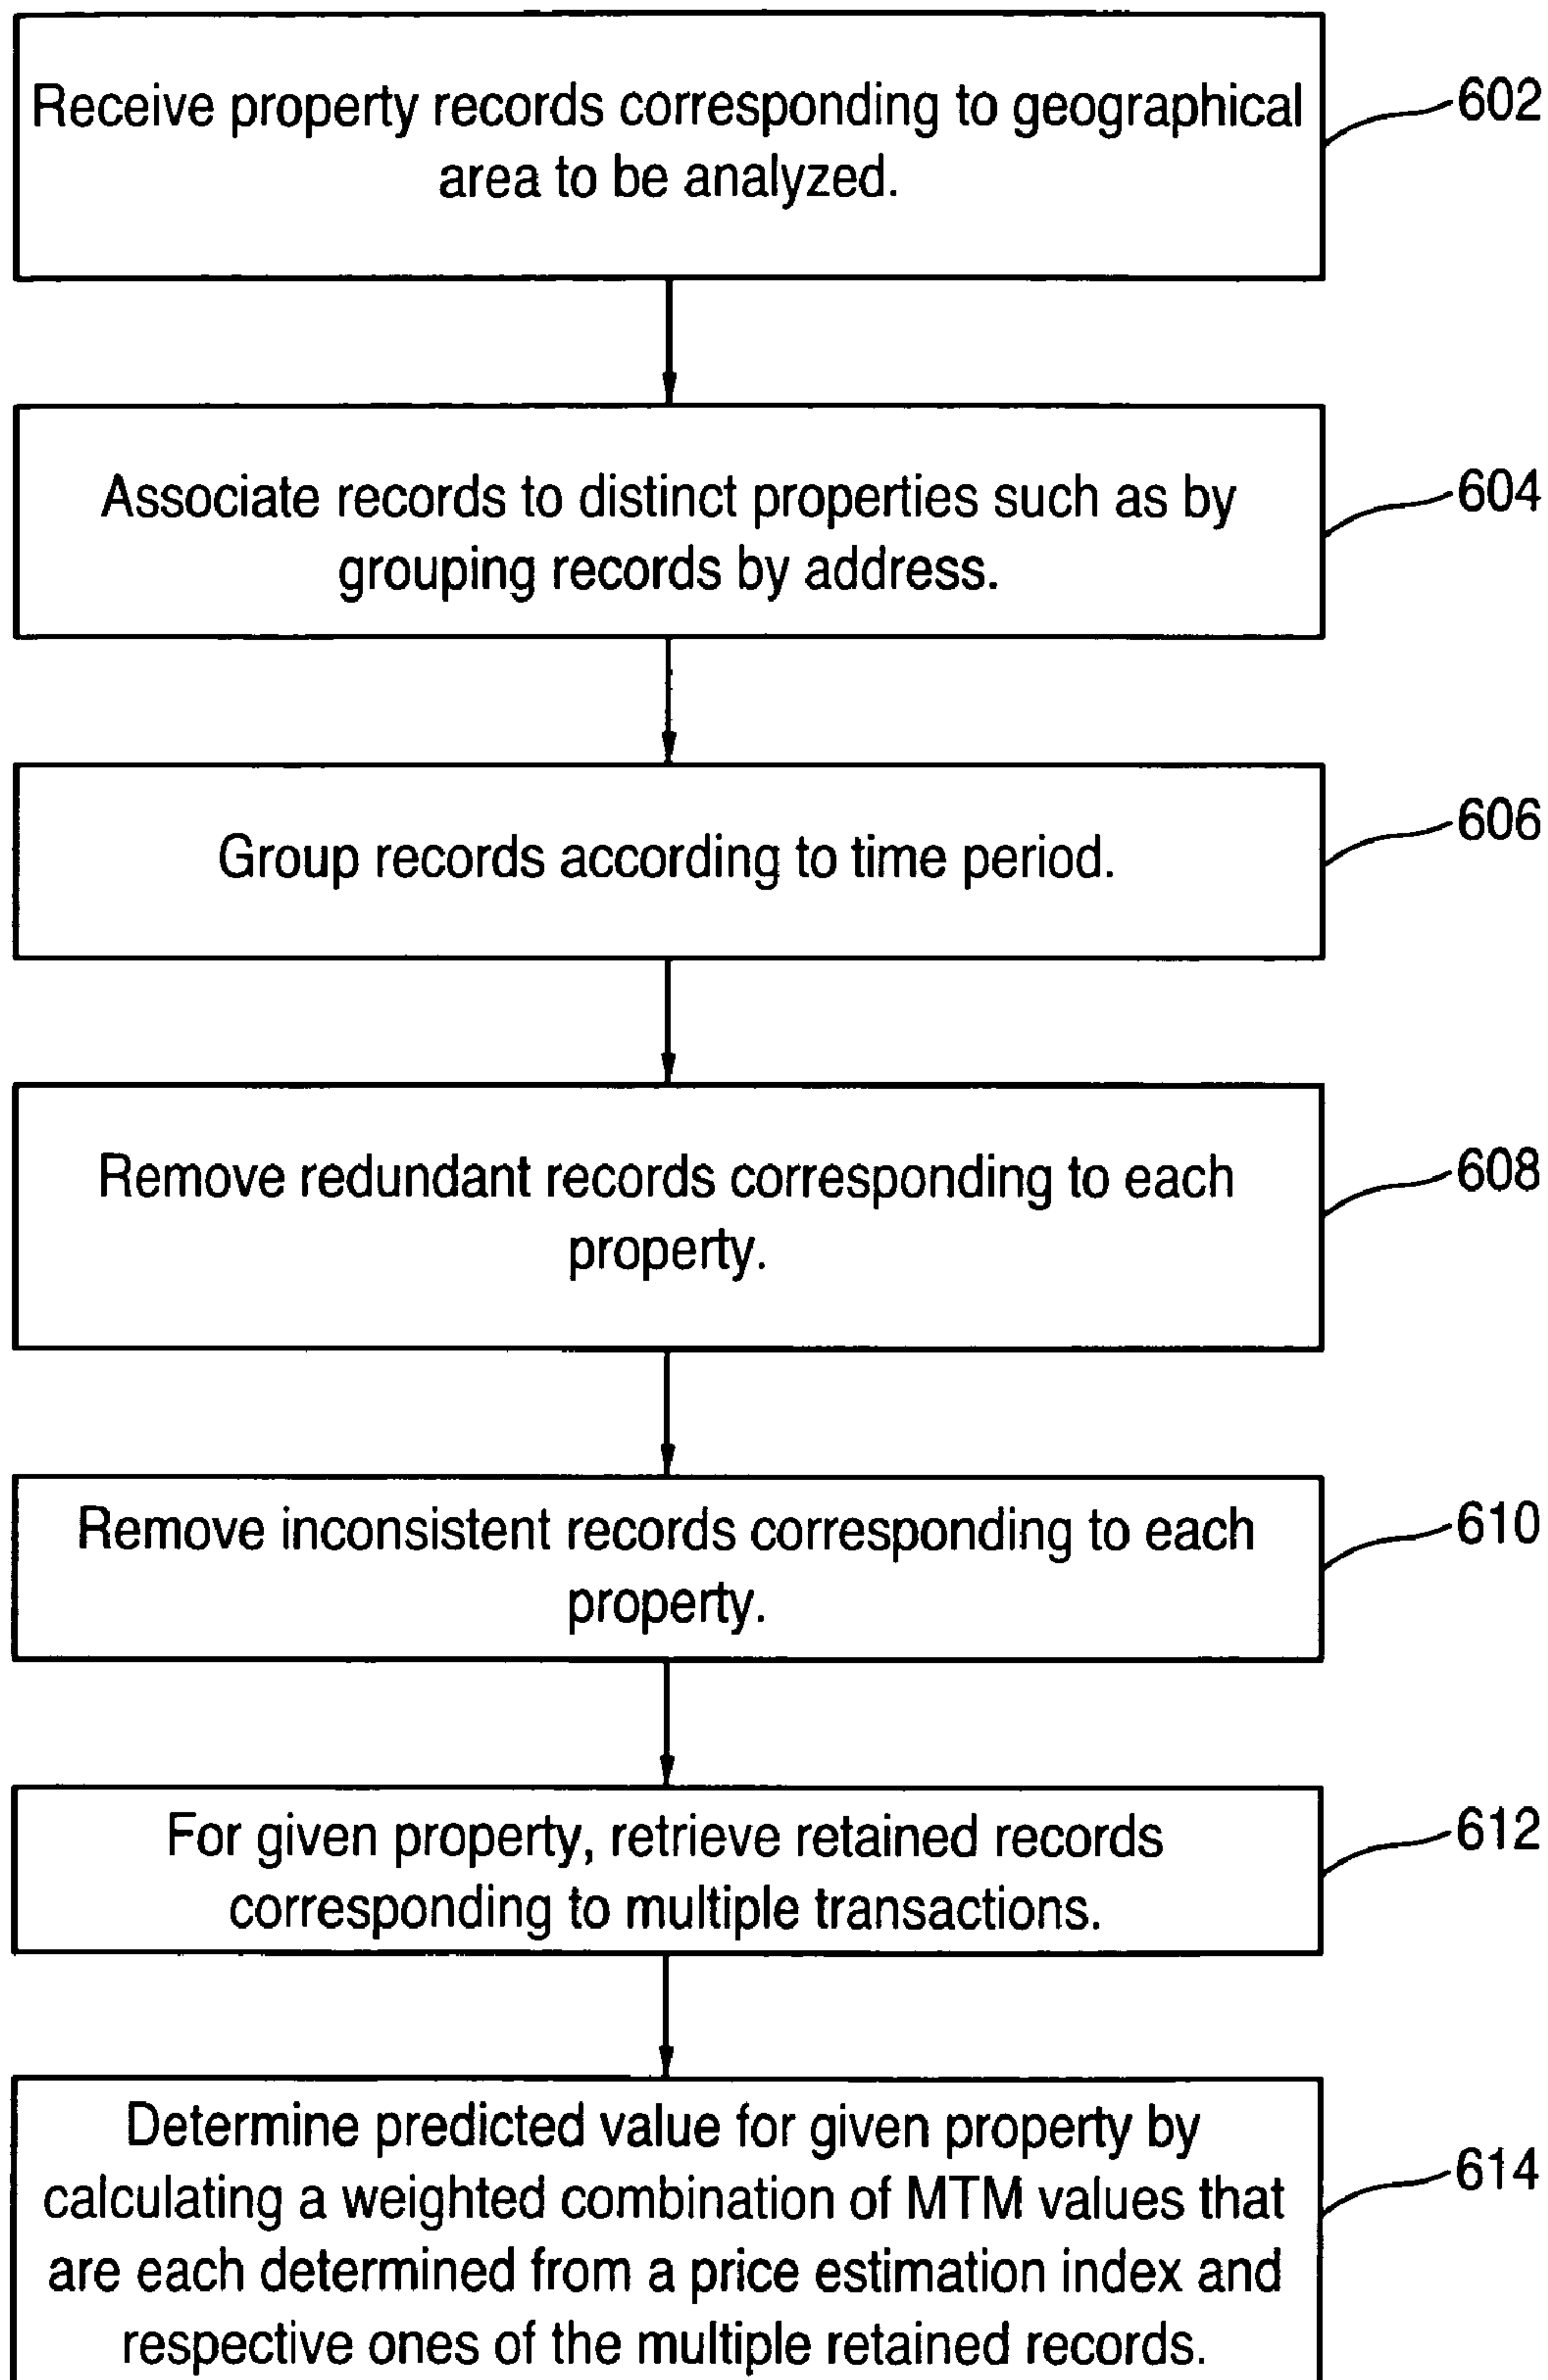 Receive property records corresponding to geographical
area to be analyzed.
602
Associate records to distinct properties such as by
grouping records by address.
604
Group records according to time period.
606
Remove redundant records corresponding to each
property.
608
Remove inconsistent records corresponding to each
property.
610
For given property, retrieve retained records
corresponding to multiple transactions.
612
Determine predicted value for given property by
calculating a weighted combination of MTM values that
are each determined from a price estimation index and
respective ones of the multiple retained records.
614